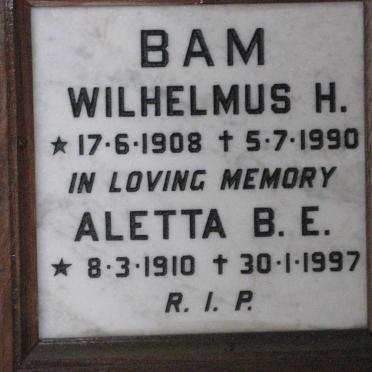 BAM
WILHELMUS H.
★ 17·6·1908 ✝ 5·7·1990
IN LOVING MEMORY
ALETTA B. E.
★ 8·3·1910 ✝ 30·1·1997
R. I. P.